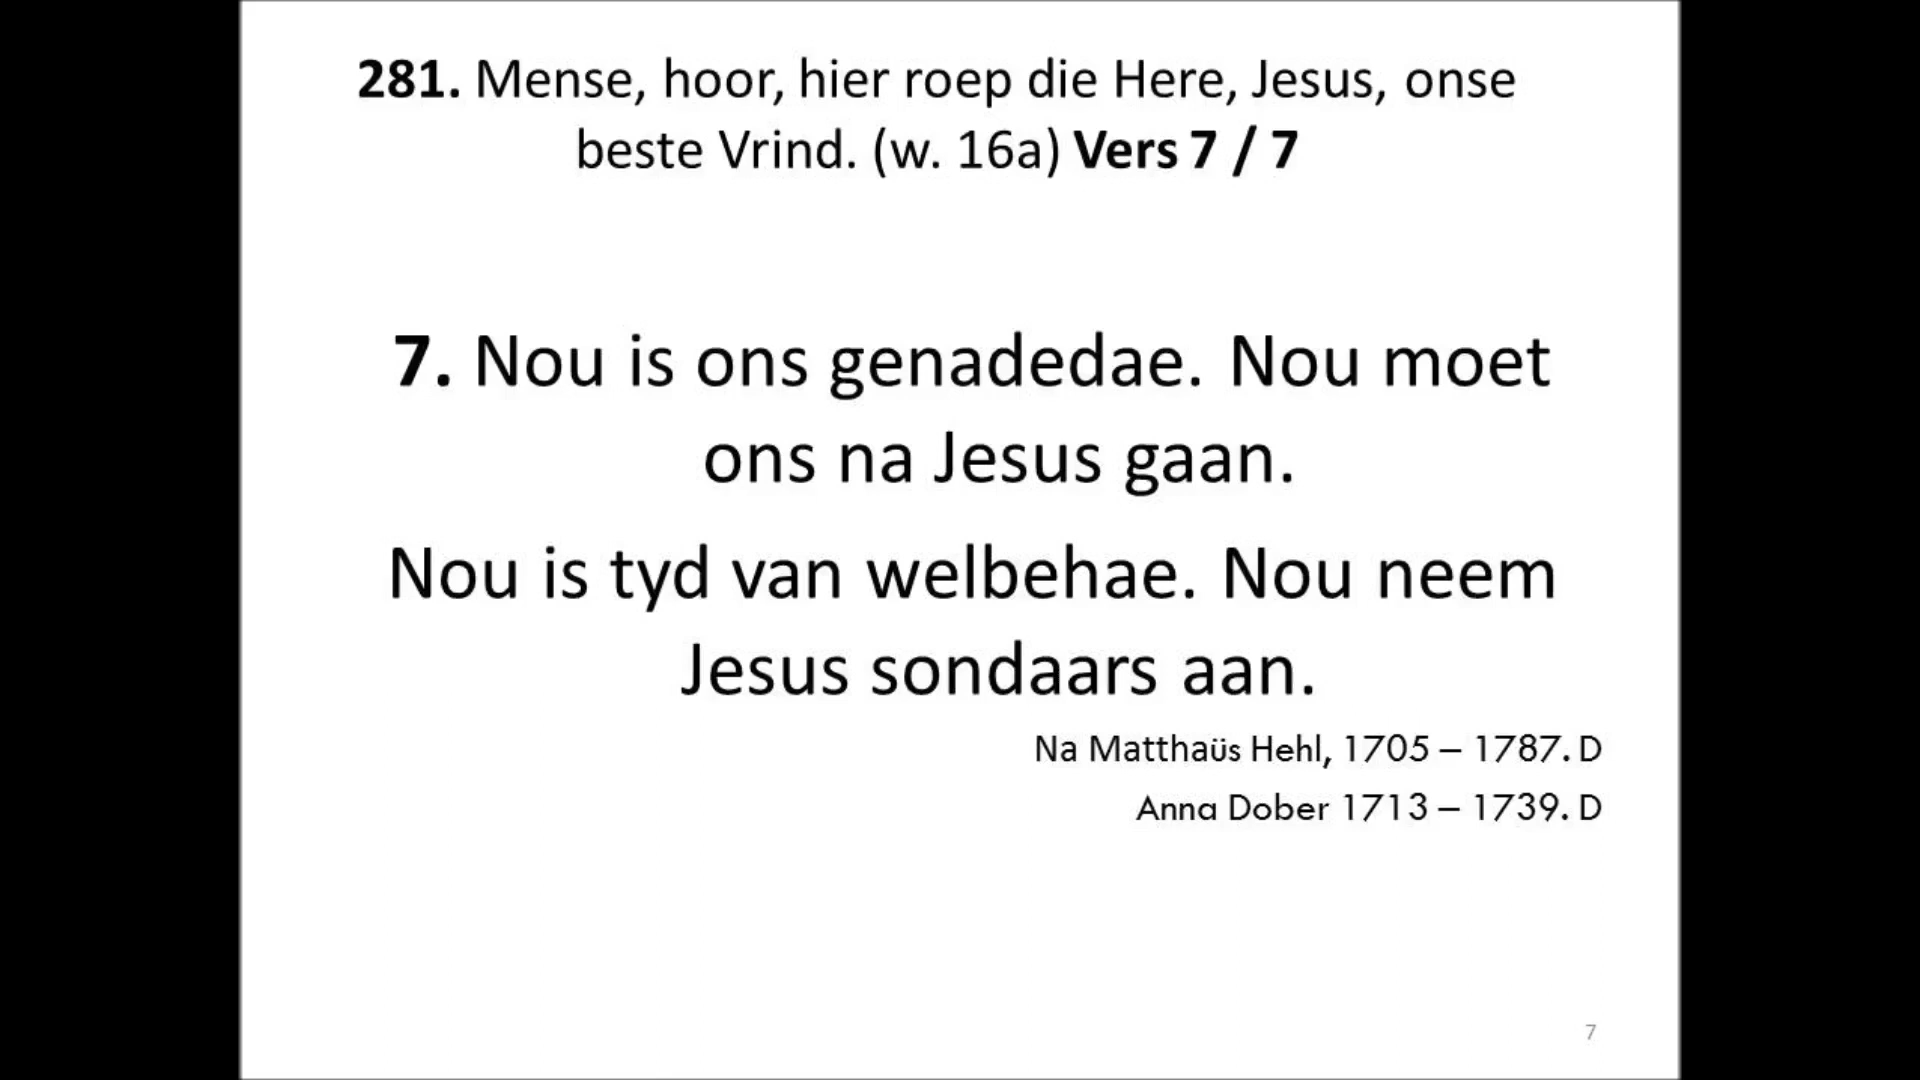 281. Mense, hoor, hier roep die Here, Jesus, onse
beste Vrind. (w. 16a) Vers 7 / 7
7. Nou is ons genadedae. Nou moet
ons na Jesus gaan.
Nou is tyd van welbehae. Nou neem
Jesus sondaars aan.
Na Matthaüs Hehl, 1705 – 1787. D
Anna Dober 1713 – 1739. D
7